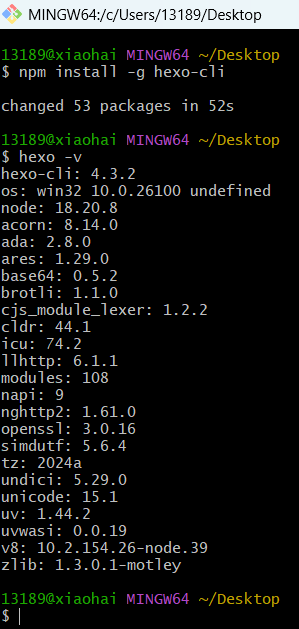 MINGW64:/c/Users/13189/Desktop
13189@xiaohai MINGW64 ~/Desktop
$ npm install -g hexo-cli
changed 53 packages in 52s
13189@xiaohai MINGW64 ~/Desktop
$ hexo -v
hexo-cli: 4.3.2
os: win32 10.0.26100 undefined
node: 18.20.8
acorn: 8.14.0
ada: 2.8.0
ares: 1.29.0
base64: 0.5.2
brotli: 1.1.0
cjs_module_lexer: 1.2.2
cldr: 44.1
icu: 74.2
llhttp: 6.1.1
modules: 108
napi: 9
nghttp2: 1.61.0
openssl: 3.0.16
simdutf: 5.6.4
tz: 2024a
undici: 5.29.0
unicode: 15.1
uv: 1.44.2
uvwasi: 0.0.19
v8: 10.2.154.26-node.39
zlib: 1.3.0.1-motley
13189@xiaohai MINGW64 ~/Desktop
$